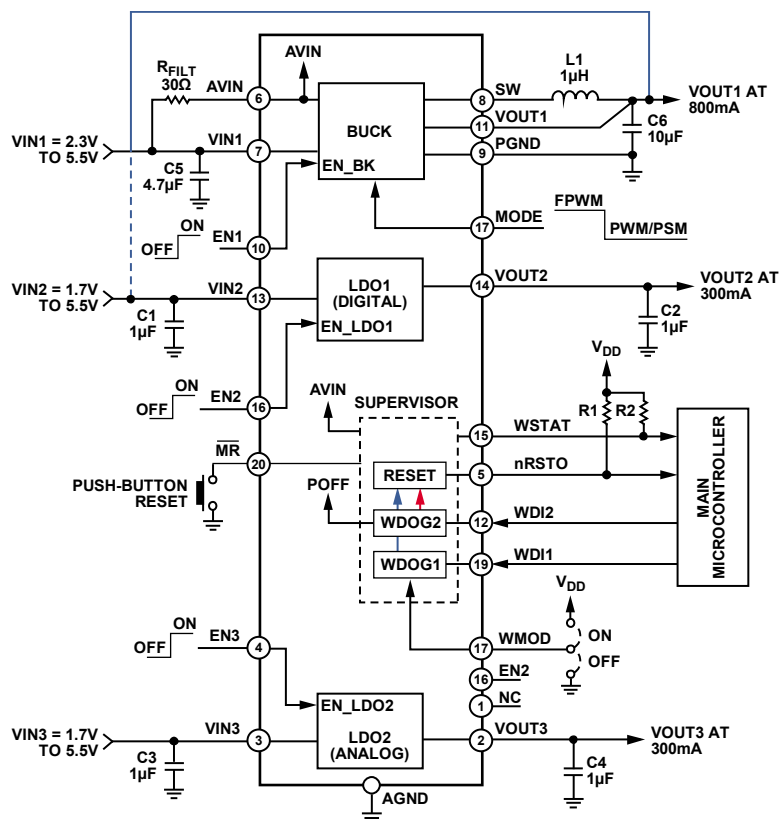 AVIN
R_FILT
30Ω
AVIN
6
VIN1 = 2.3V
TO 5.5V
VIN1
7
C5
4.7µF
BUCK
EN_BK
SW
8
L1
1µH
VOUT1 AT
800mA
VOUT1
11
C6
10µF
PGND
9
OFF
ON
EN1
10
MODE
17
FPWM
PWM/PSM
VIN2 = 1.7V
TO 5.5V
VIN2
13
C1
1µF
LDO1
(DIGITAL)
EN_LDO1
14
VOUT2
VOUT2 AT
300mA
C2
1µF
OFF
ON
EN2
16
AVIN
SUPERVISOR
VDD
R1
R2
15
WSTAT
MR
20
PUSH-BUTTON
RESET
POFF
RESET
5
nRSTO
WDOG2
12
WDI2
WDOG1
19
WDI1
MAIN
MICROCONTROLLER
VDD
ON
OFF
17
WMOD
16
EN2
1
NC
OFF
ON
EN3
4
EN_LDO2
LDO2
(ANALOG)
VIN3 = 1.7V
TO 5.5V
VIN3
3
C3
1µF
2
VOUT3
VOUT3 AT
300mA
C4
1µF
AGND